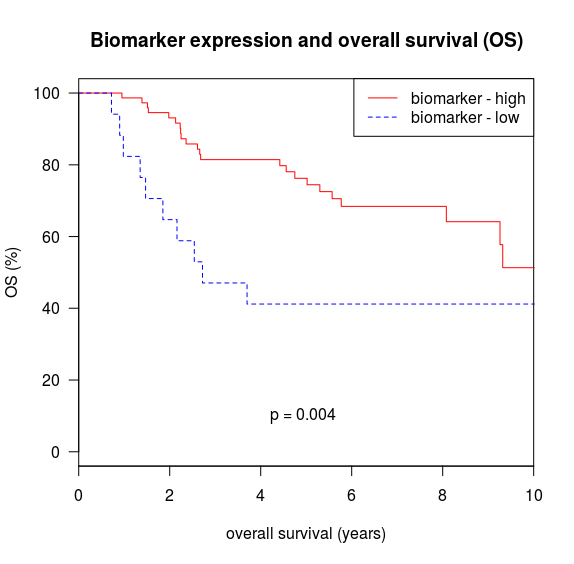 Biomarker expression and overall survival (OS)
biomarker - high
biomarker - low
100
80
60
40
20
0
OS (%)
p = 0.004
0 2 4 6 8 10
overall survival (years)